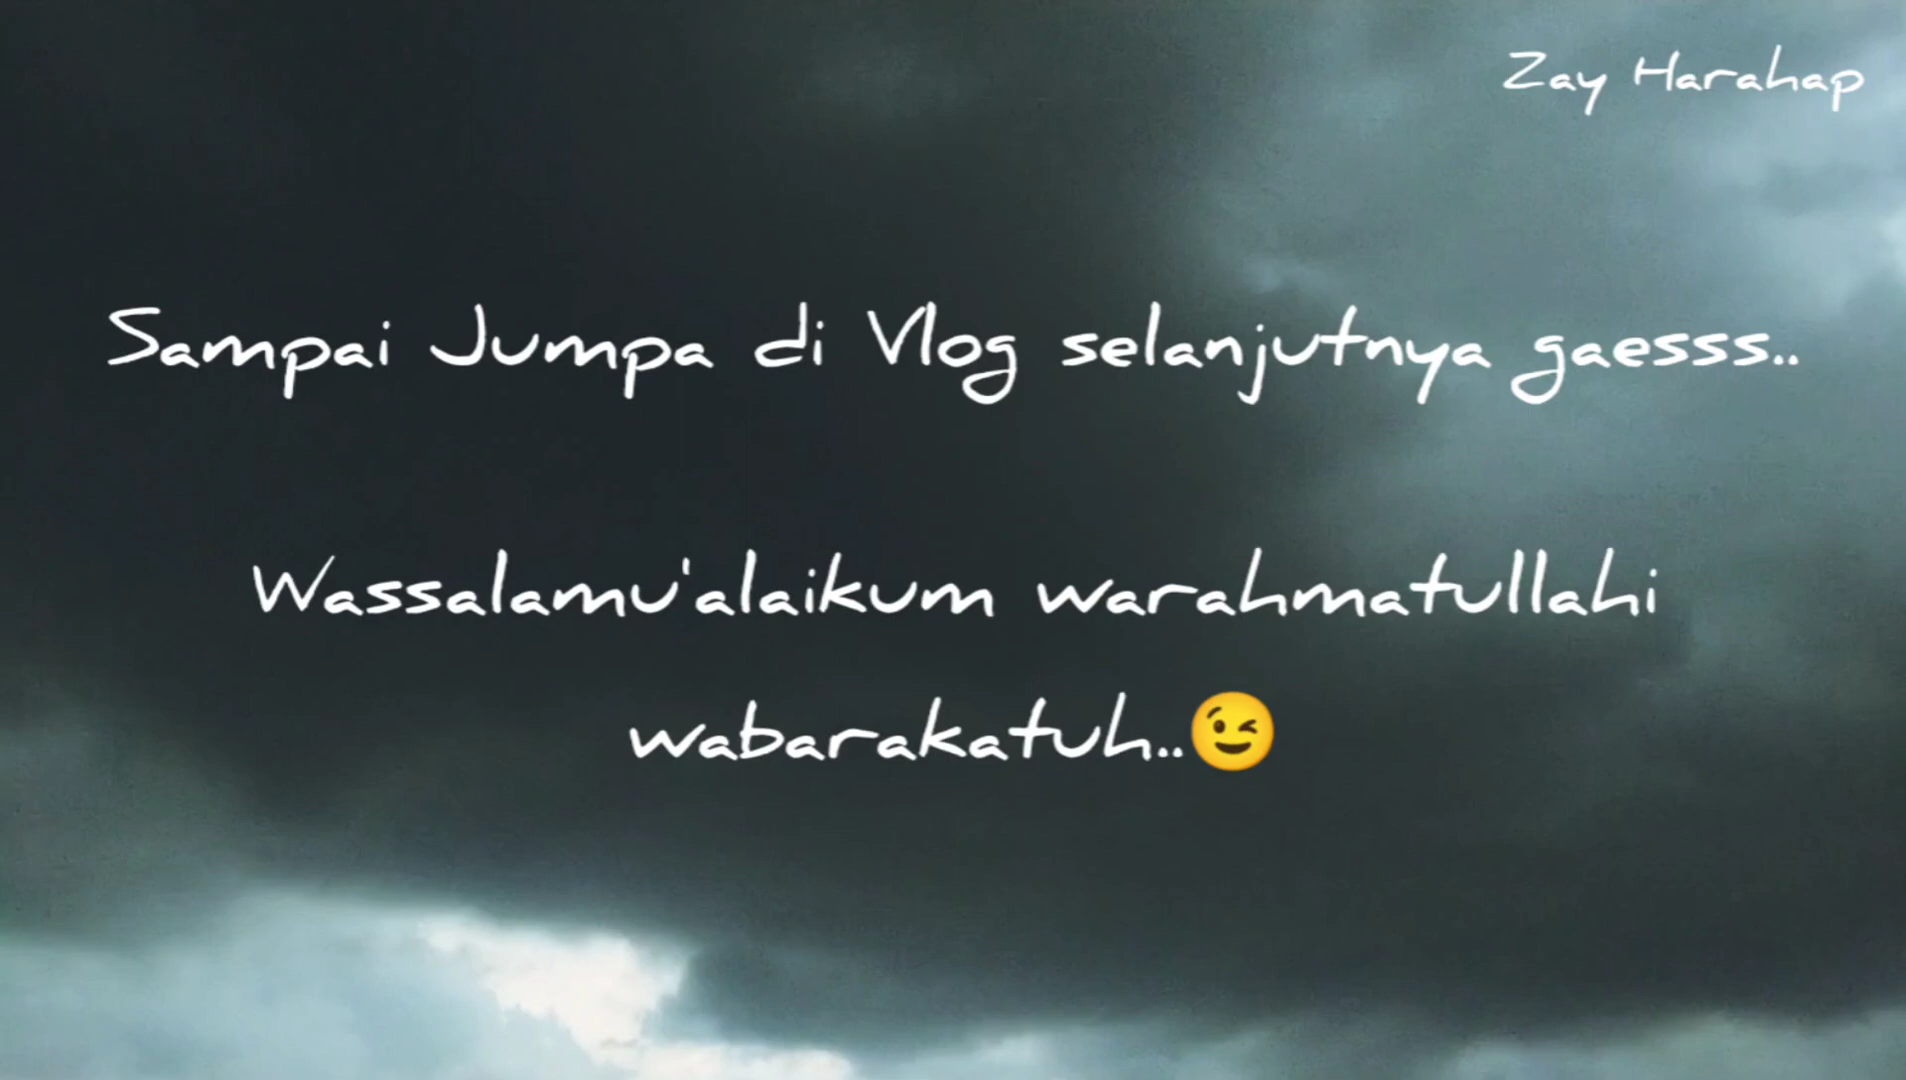 Zay Harahap
Sampai Jumpa di Vlog selanjutnya gaesss..
Wassalamu'alaikum warahmatullahi
wabarakatuh..😉